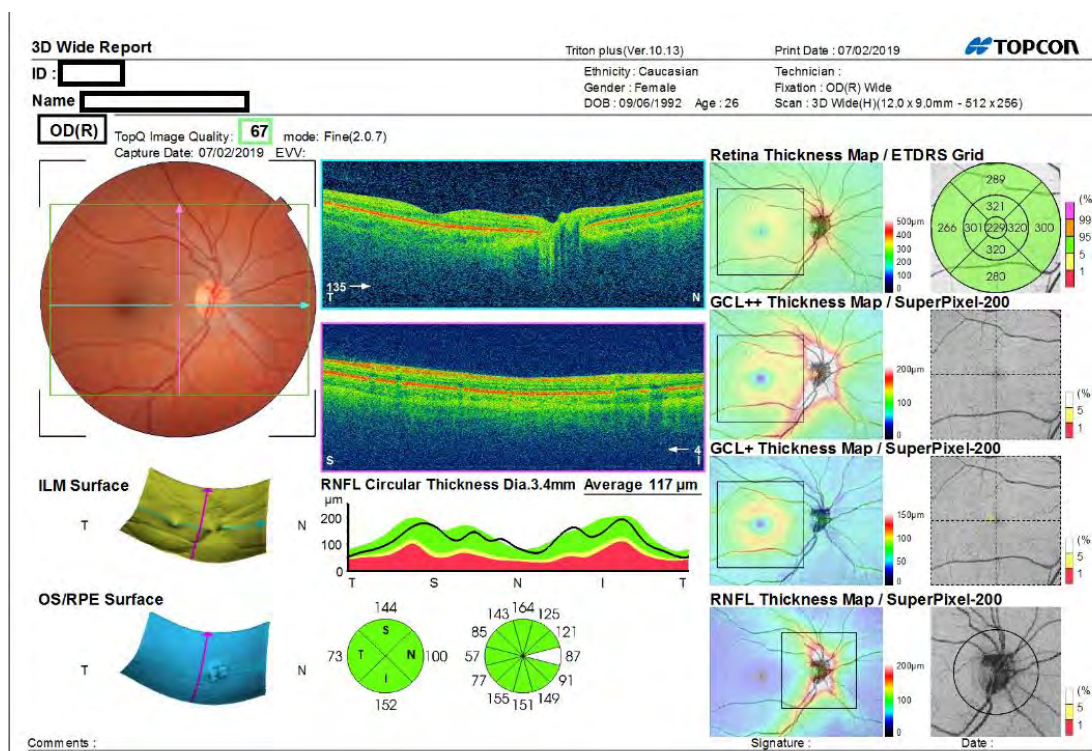 3D Wide Report
Triton plus(Ver.10.13) Print Date : 07/02/2019 TOPCON
ID : Ethnicity : Caucasian Technician :
Gender : Female Fixation : OD(R) Wide
Name DOB : 09/06/1992 Age : 26 Scan : 3D Wide(H)(12.0 x 9.0mm - 512 x 256)
OD(R) TopQ Image Quality: 67 mode: Fine(2.0.7)
Capture Date: 07/02/2019 EVV:
135
T N
S 4 I
Retina Thickness Map / ETDRS Grid
500μm
400
300
200
100
0
289
321
266 301 229 320 300
320
280
(%
99
95
5
1
GCL++ Thickness Map / SuperPixel-200
200μm
100
0
(%
5
1
GCL+ Thickness Map / SuperPixel-200
150μm
100
50
0
(%
5
1
RNFL Thickness Map / SuperPixel-200
200μm
100
0
(%
5
1
ILM Surface
T N
OS/RPE Surface
T N
RNFL Circular Thickness Dia.3.4mm Average 117 μm
μm
200
100
0
T S N I T
144
S
73 T N 100
I
152
143 164 125
85 121
57 87
77 91
155 151 149
Comments : Signature : Date :